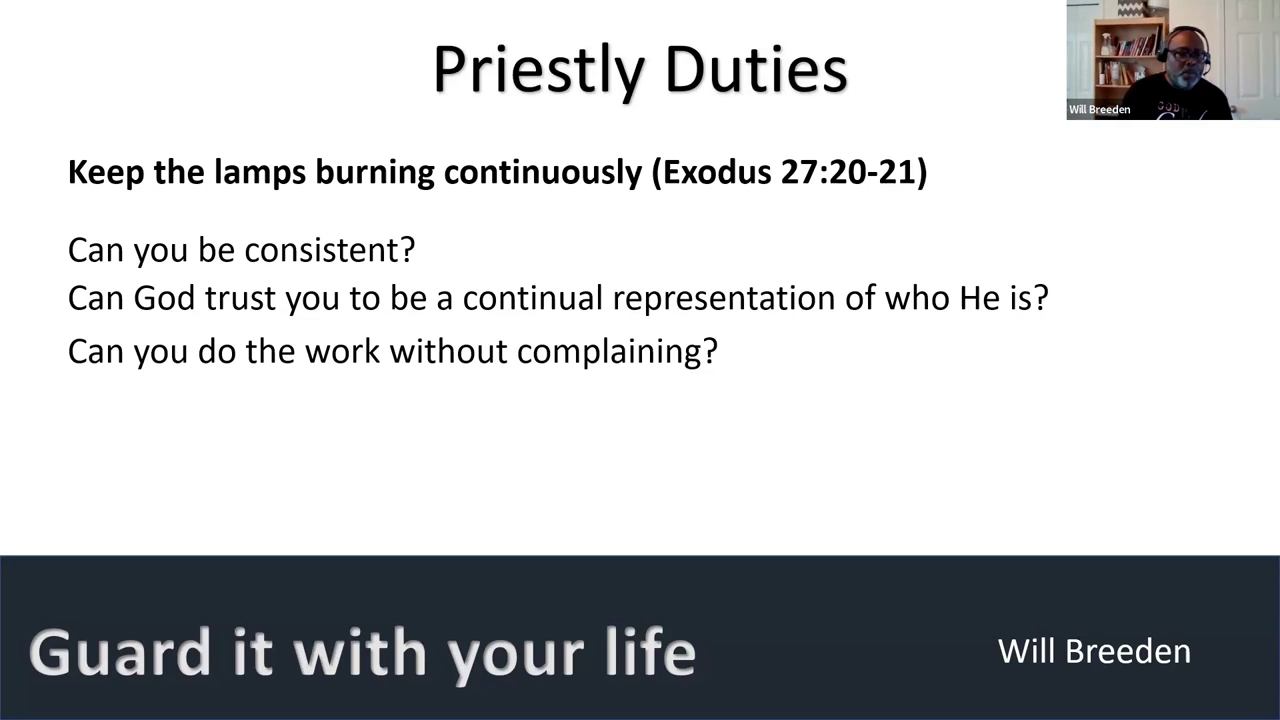 Priestly Duties
Will Breeden
Keep the lamps burning continuously (Exodus 27:20-21)
Can you be consistent?
Can God trust you to be a continual representation of who He is?
Can you do the work without complaining?
Guard it with your life
Will Breeden